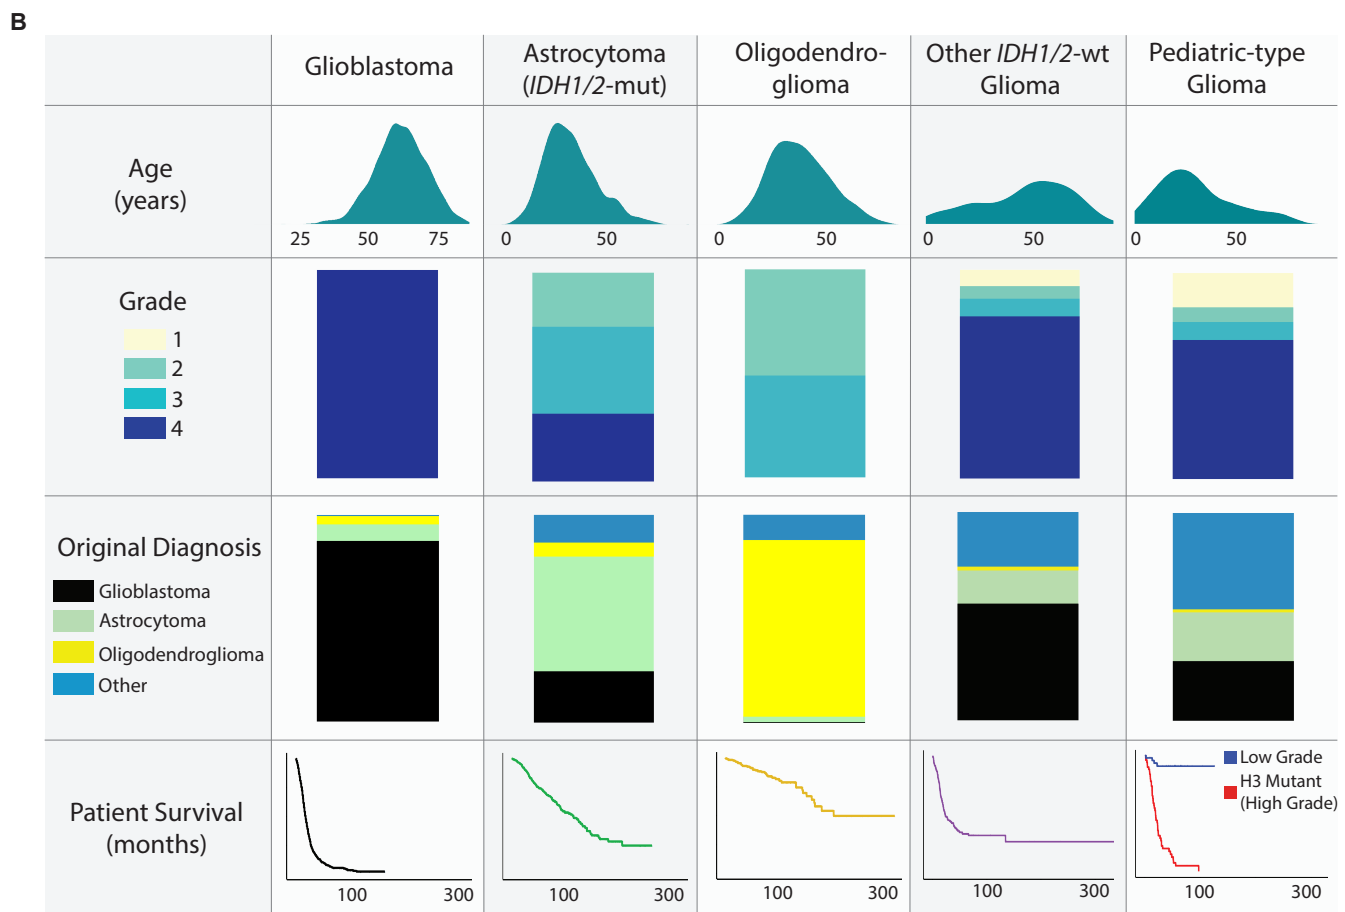 B
Glioblastoma
Astrocytoma
(IDH1/2-mut)
Oligodendro-
glioma
Other IDH1/2-wt
Glioma
Pediatric-type
Glioma
Age
(years)
25 50 75
0 50
0 50
0 50
0 50
Grade
1
2
3
4
Original Diagnosis
Glioblastoma
Astrocytoma
Oligodendroglioma
Other
Patient Survival
(months)
100 300
100 300
100 300
100 300
Low Grade
H3 Mutant
(High Grade)
100 300